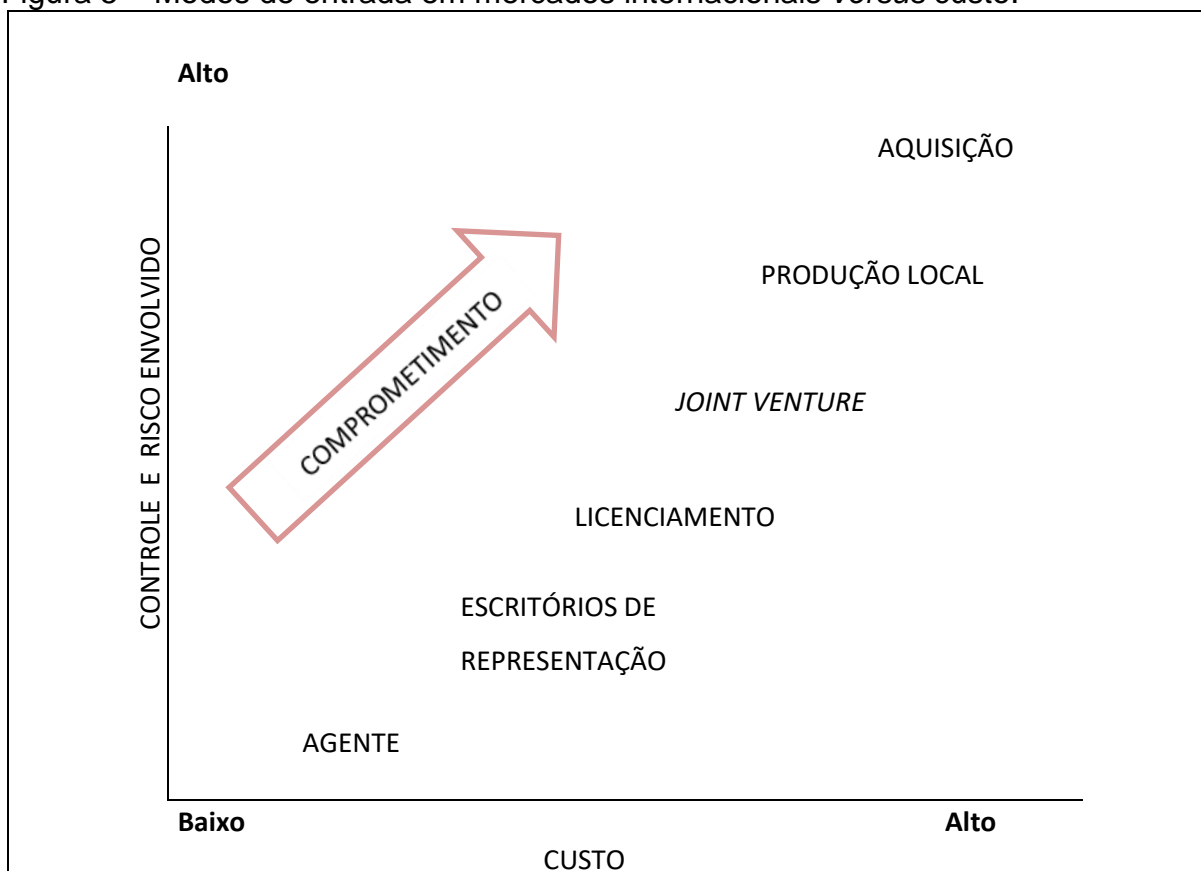 Figura – Modos de entrada em mercados internacionais versus custo.
Alto
AQUISIÇÃO
PRODUÇÃO LOCAL
JOINT VENTURE
COMPROMETIMENTO
CONTROLE E RISCO ENVOLVIDO
LICENCIAMENTO
ESCRITÓRIOS DE
REPRESENTAÇÃO
AGENTE
Baixo
Alto
CUSTO